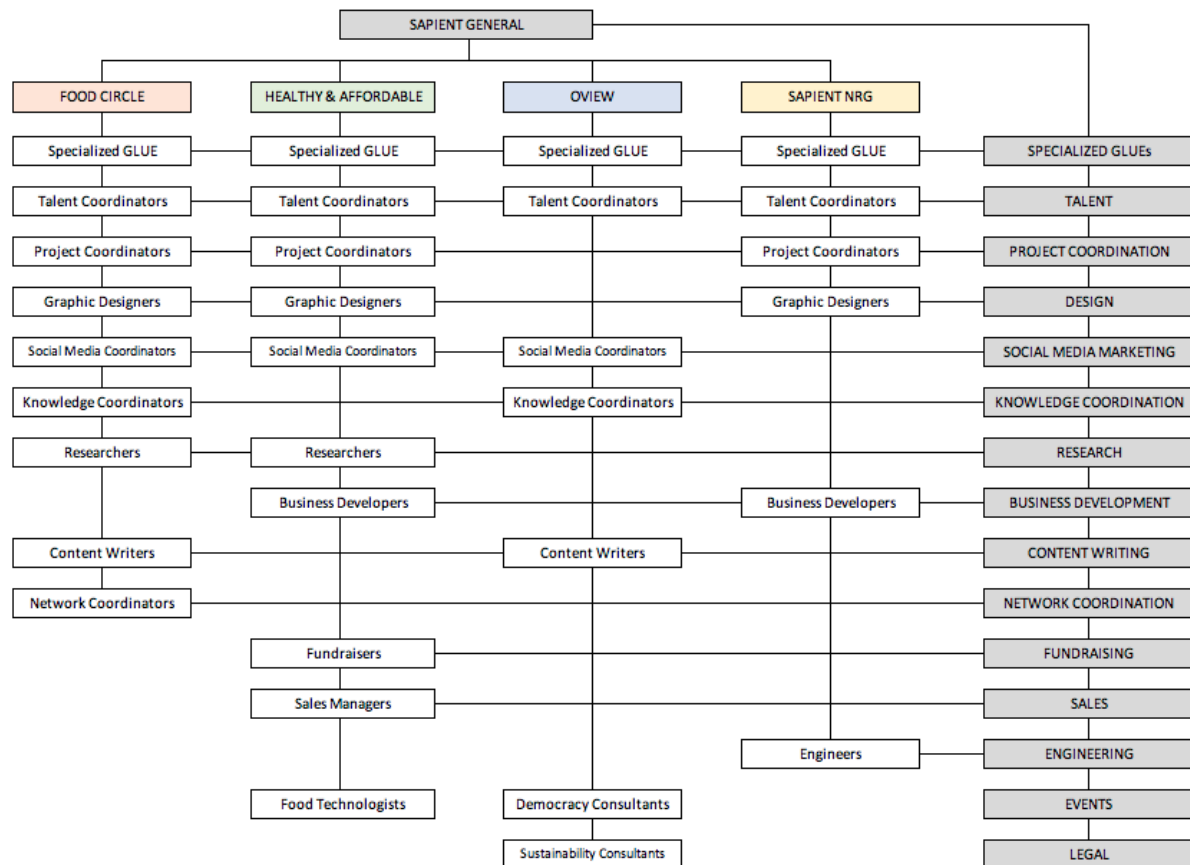 SAPIENT GENERAL
FOOD CIRCLE
HEALTHY & AFFORDABLE
OVIEW
SAPIENT NRG
Specialized GLUE
Specialized GLUE
Specialized GLUE
Specialized GLUE
SPECIALIZED GLUEs
Talent Coordinators
Talent Coordinators
Talent Coordinators
Talent Coordinators
TALENT
Project Coordinators
Project Coordinators
Project Coordinators
PROJECT COORDINATION
Graphic Designers
Graphic Designers
Graphic Designers
DESIGN
Social Media Coordinators
Social Media Coordinators
Social Media Coordinators
SOCIAL MEDIA MARKETING
Knowledge Coordinators
Knowledge Coordinators
KNOWLEDGE COORDINATION
Researchers
Researchers
RESEARCH
Business Developers
Business Developers
BUSINESS DEVELOPMENT
Content Writers
Content Writers
CONTENT WRITING
Network Coordinators
NETWORK COORDINATION
Fundraisers
FUNDRAISING
Sales Managers
SALES
Engineers
ENGINEERING
Food Technologists
Democracy Consultants
EVENTS
Sustainability Consultants
LEGAL